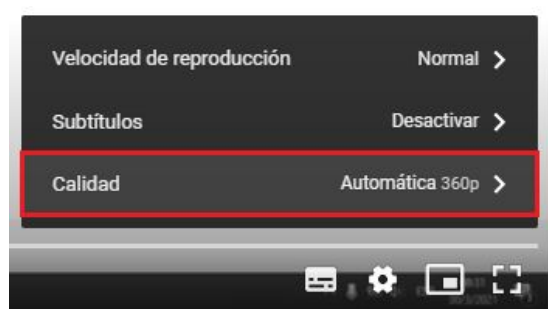 Velocidad de reproducción Normal
Subtítulos Desactivar
Calidad Automática 360p